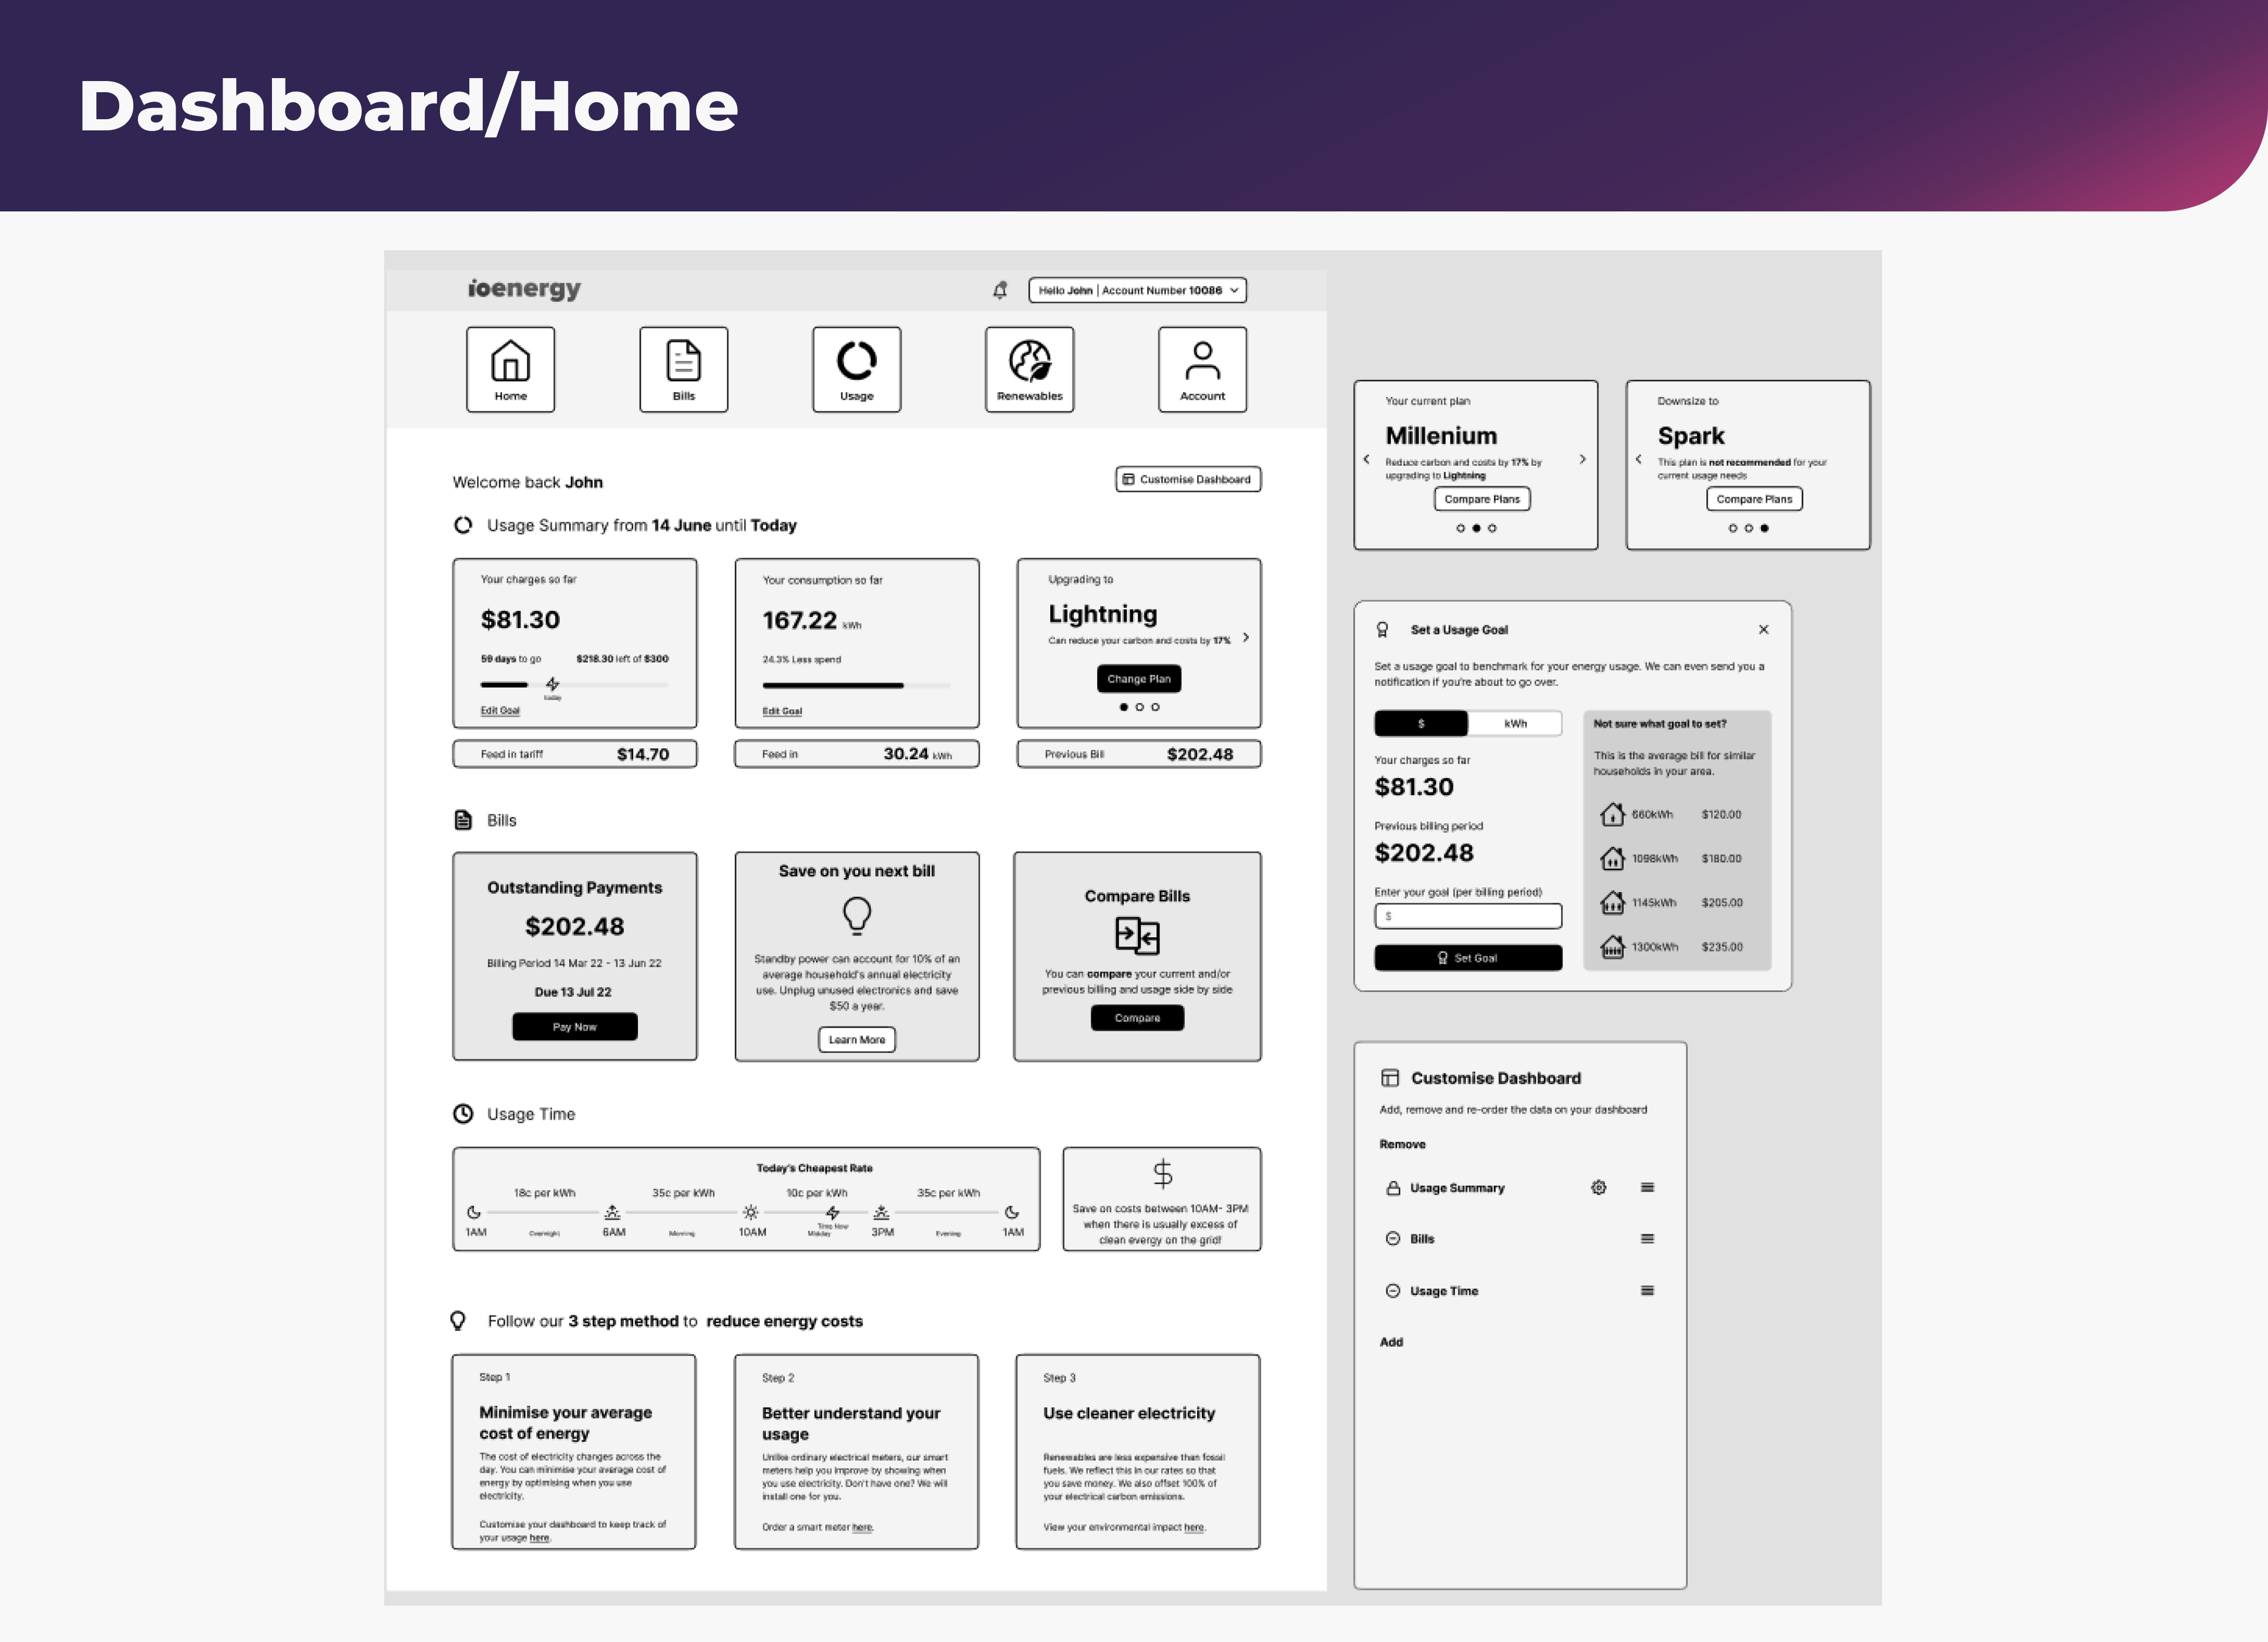 Dashboard/Home
ioenergy
Hello John | Account Number 10086
Home
Bills
Usage
Renewables
Account
Welcome back John
Customise Dashboard
Usage Summary from 14 June until Today
Your charges so far
$81.30
59 days to go
$218.30 left of $300
today
Edit Goal
Your consumption so far
167.22 kWh
24.3% Less spend
Edit Goal
Upgrading to
Lightning
Can reduce your carbon and costs by 17%
Change Plan
Feed in tariff $14.70
Feed in 30.24 kWh
Previous Bill $202.48
Bills
Outstanding Payments
$202.48
Billing Period 14 Mar 22 - 13 Jun 22
Due 13 Jul 22
Pay Now
Save on you next bill
Standby power can account for 10% of an
average household's annual electricity
use. Unplug unused electronics and save
$50 a year.
Learn More
Compare Bills
You can compare your current and/or
previous billing and usage side by side
Compare
Usage Time
Today's Cheapest Rate
18c per kWh
35c per kWh
10c per kWh
35c per kWh
Time Now
1AM
Overnight
6AM
Morning
10AM
Midday
3PM
Evening
1AM
$
Save on costs between 10AM- 3PM
when there is usually excess of
clean evergy on the grid!
Follow our 3 step method to reduce energy costs
Step 1
Minimise your average
cost of energy
The cost of electricity changes across the
day. You can minimise your average cost of
energy by optimising when you use
electricity.
Customise your dashboard to keep track of
your usage here.
Step 2
Better understand your
usage
Unlike ordinary electrical meters, our smart
meters help you improve by showing when
you use electricity. Don't have one? We will
install one for you.
Order a smart meter here.
Step 3
Use cleaner electricity
Renewables are less expensive than fossil
fuels. We reflect this in our rates so that
you save money. We also offset 100% of
your electrical carbon emissions.
View your environmental impact here.
Your current plan
Millenium
Reduce carbon and costs by 17% by
upgrading to Lightning
Compare Plans
Downsize to
Spark
This plan is not recommended for your
current usage needs
Compare Plans
Set a Usage Goal
Set a usage goal to benchmark for your energy usage. We can even send you a
notification if you're about to go over.
$
kWh
Your charges so far
$81.30
Previous billing period
$202.48
Enter your goal (per billing period)
$
Set Goal
Not sure what goal to set?
This is the average bill for similar
households in your area.
660kWh $120.00
1098kWh $180.00
1145kWh $205.00
1300kWh $235.00
Customise Dashboard
Add, remove and re-order the data on your dashboard
Remove
Usage Summary
Bills
Usage Time
Add